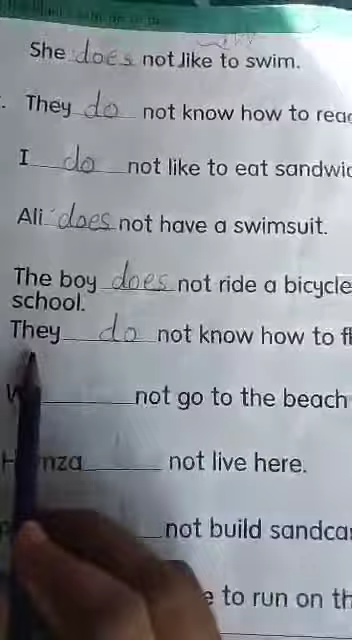 She does not like to swim.
They do not know how to rea
I do not like to eat sandwi
Ali does not have a swimsuit.
The boy does not ride a bicycle
school.
They do not know how to f
W not go to the beach
H mza not live here.
not build sandca
e to run on th